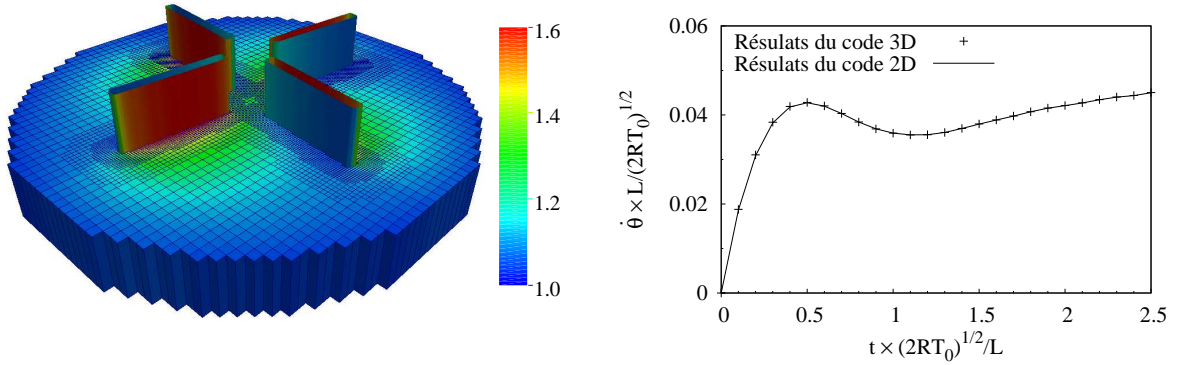 1.6
1.4
1.2
1.0
0.06
0.04
0.02
0
θ̇ × L/(2RT₀)^1/2
Résulats du code 3D
Résulats du code 2D
0 0.5 1 1.5 2 2.5
t × (2RT₀)^1/2/L